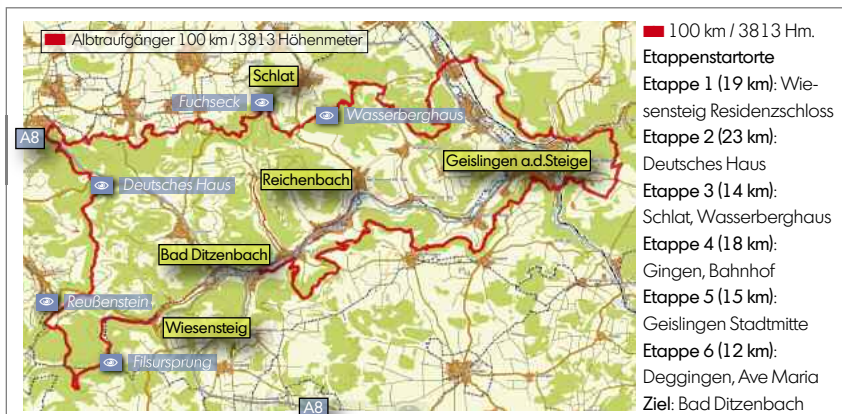 Albtraufgänger 100 km / 3813 Höhenmeter
Schlat
Fuchseck
Wasserberghaus
A8
Geislingen a.d.Steige
Reichenbach
Deutsches Haus
Bad Ditzenbach
Reußenstein
Wiesensteig
Filsursprung
A8
100 km / 3813 Hm.
Etappenstartorte
Etappe 1 (19 km): Wie-
sensteig Residenzschloss
Etappe 2 (23 km):
Deutsches Haus
Etappe 3 (14 km):
Schlat, Wasserberghaus
Etappe 4 (18 km):
Gingen, Bahnhof
Etappe 5 (15 km):
Geislingen Stadtmitte
Etappe 6 (12 km):
Deggingen, Ave Maria
Ziel: Bad Ditzenbach